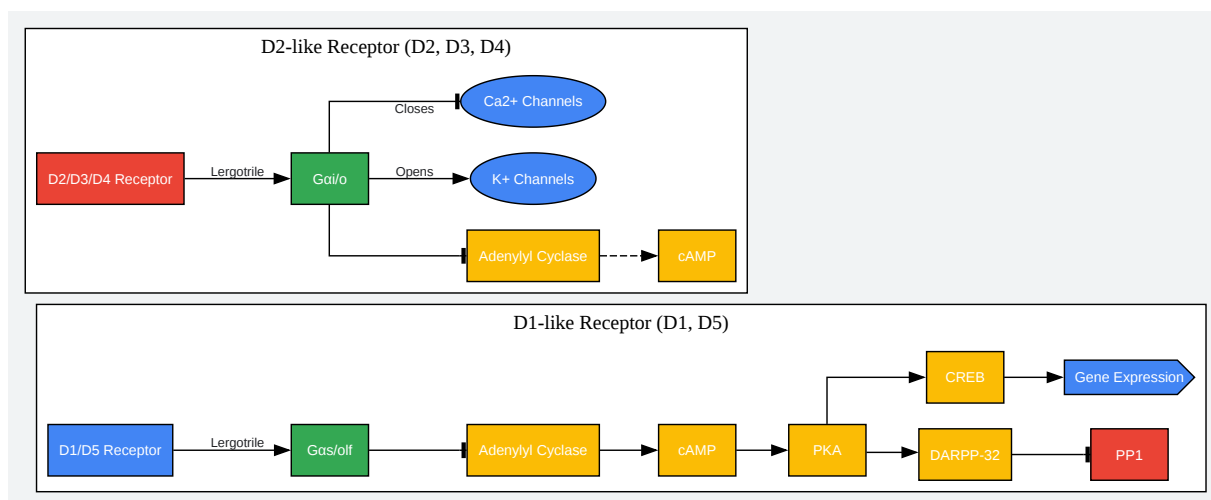 D2-like Receptor (D2, D3, D4)
Ca2+ Channels
Closes
D2/D3/D4 Receptor
Lergotrile
Gαi/o
Opens
K+ Channels
Adenylyl Cyclase
cAMP
D1-like Receptor (D1, D5)
CREB
Gene Expression
D1/D5 Receptor
Lergotrile
Gαs/olf
Adenylyl Cyclase
cAMP
PKA
DARPP-32
PP1